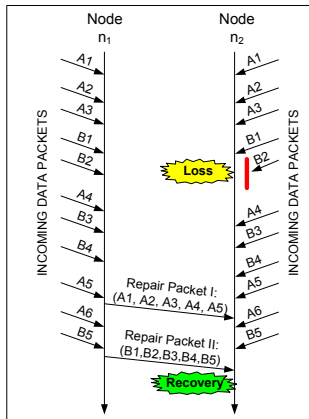 Node
n1
Node
n2
INCOMING DATA PACKETS
A1
A2
A3
B1
B2
A4
B3
B4
A5
A6
B5
Loss
Repair Packet I:
(A1, A2, A3, A4, A5)
Repair Packet II:
(B1,B2,B3,B4,B5)
Recovery
A1
A2
A3
B1
B2
A4
B3
B4
A5
A6
B5
INCOMING DATA PACKETS